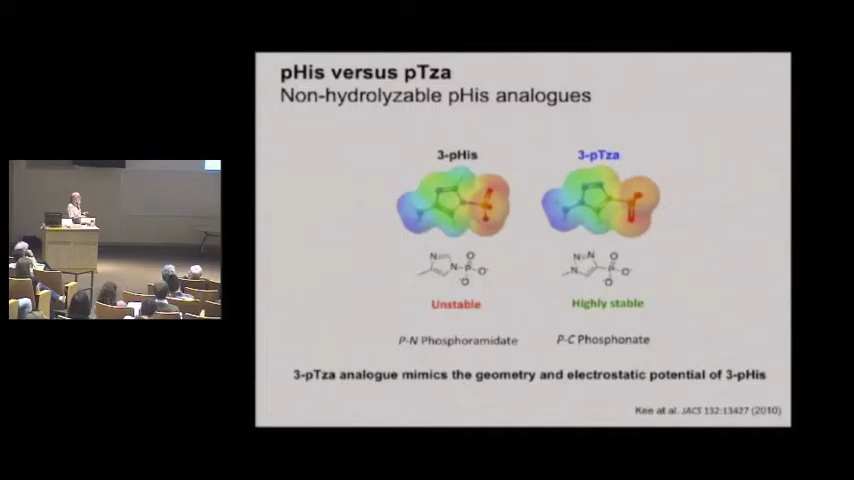 pHis versus pTza
Non-hydrolyzable pHis analogues
3-pHis
3-pTza
Unstable
Highly stable
P-N Phosphoramidate
P-C Phosphonate
3-pTza analogue mimics the geometry and electrostatic potential of 3-pHis
Kee at al. JACS 132:13427 (2010)